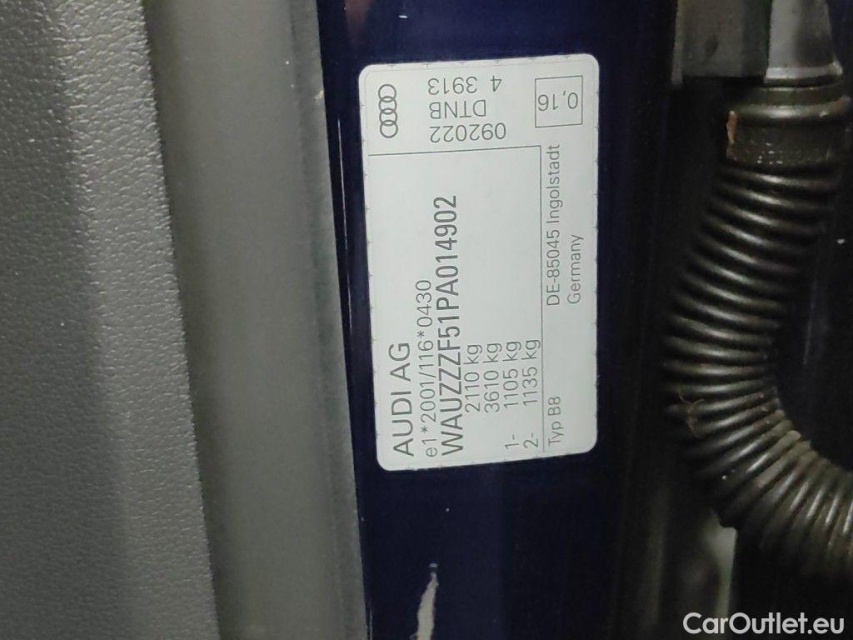 AUDI AG
e1*2001/116*0430
WAUZZZF51PA014902
2110 kg
3610 kg
1- 1105 kg
2- 1135 kg
Typ B8
DE-85045 Ingolstadt
Germany
092022
DTNB
4 3913
0,16
CarOutlet.eu